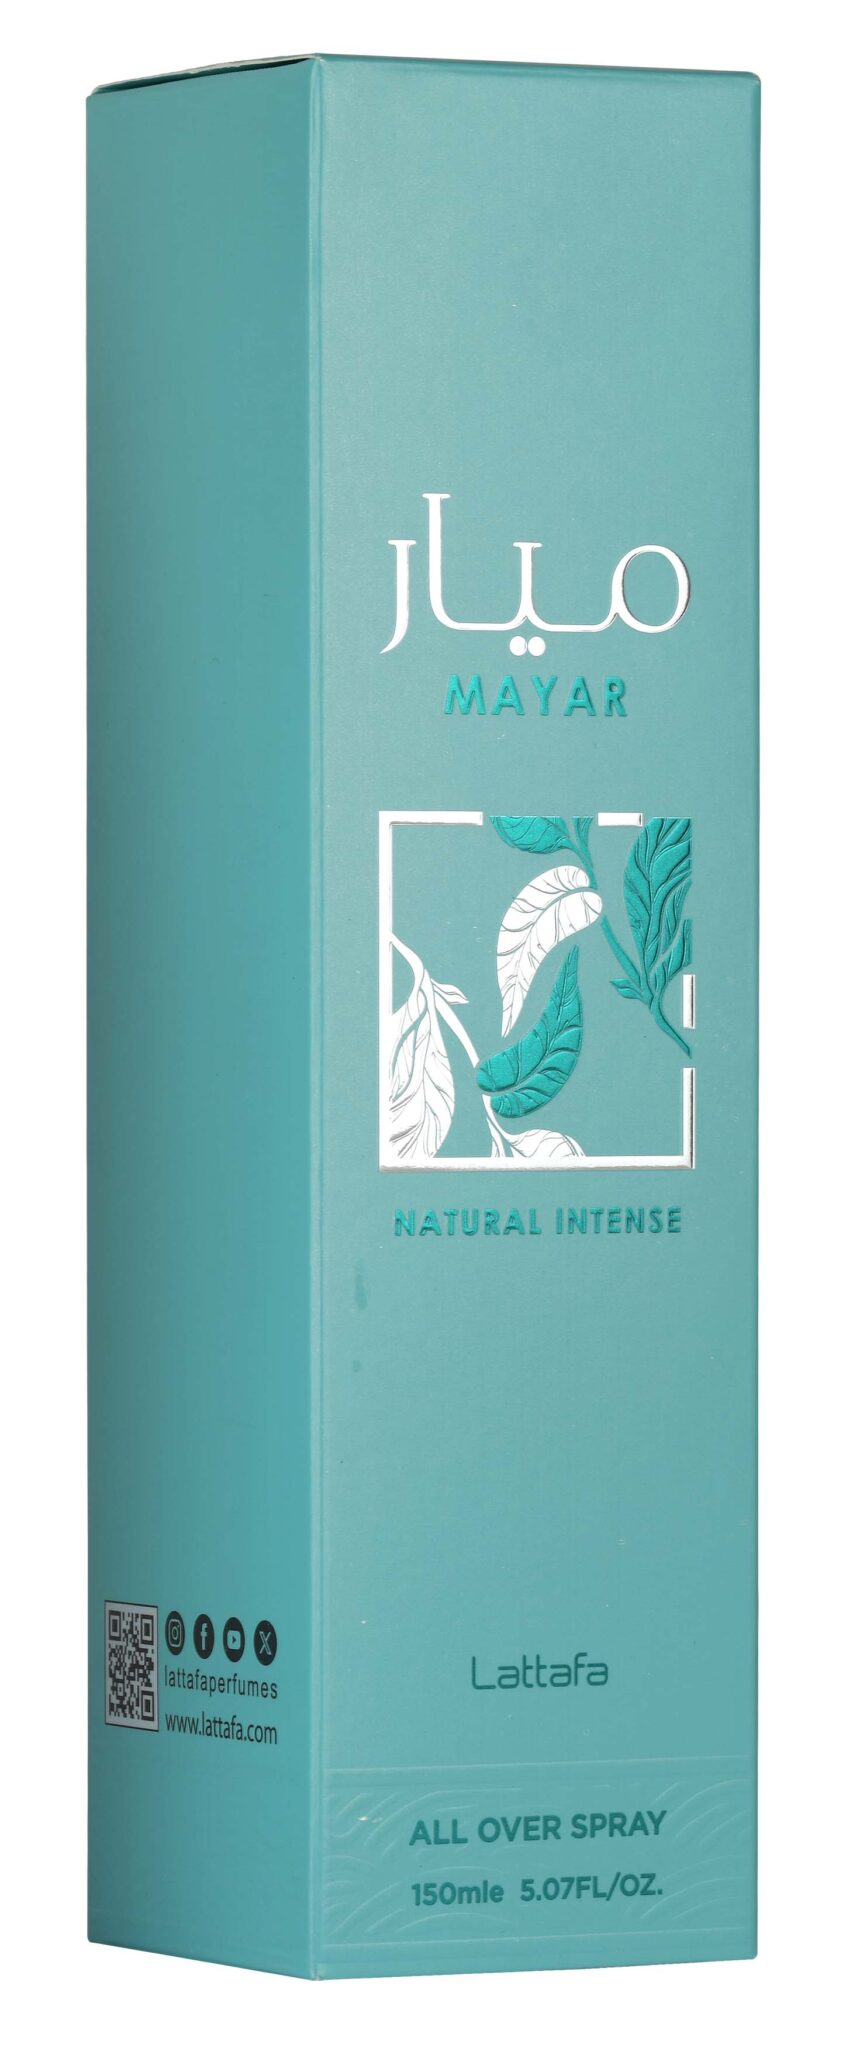 ميار
MAYAR
NATURAL INTENSE
Lattafa
ALL OVER SPRAY
150mle 5.07FL/OZ.
lattafaperfumes
www.lattafa.com